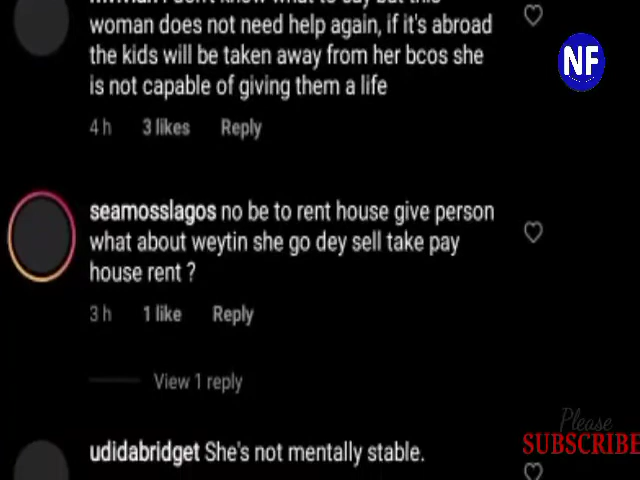 woman does not need help again, if it's abroad
the kids will be taken away from her bcos she
is not capable of giving them a life
4 h 3 likes Reply
NF
seamosslagos no be to rent house give person
what about weytin she go dey sell take pay
house rent ?
3 h 1 like Reply
View 1 reply
Please
SUBSCRIBE
udidabridget She's not mentally stable.